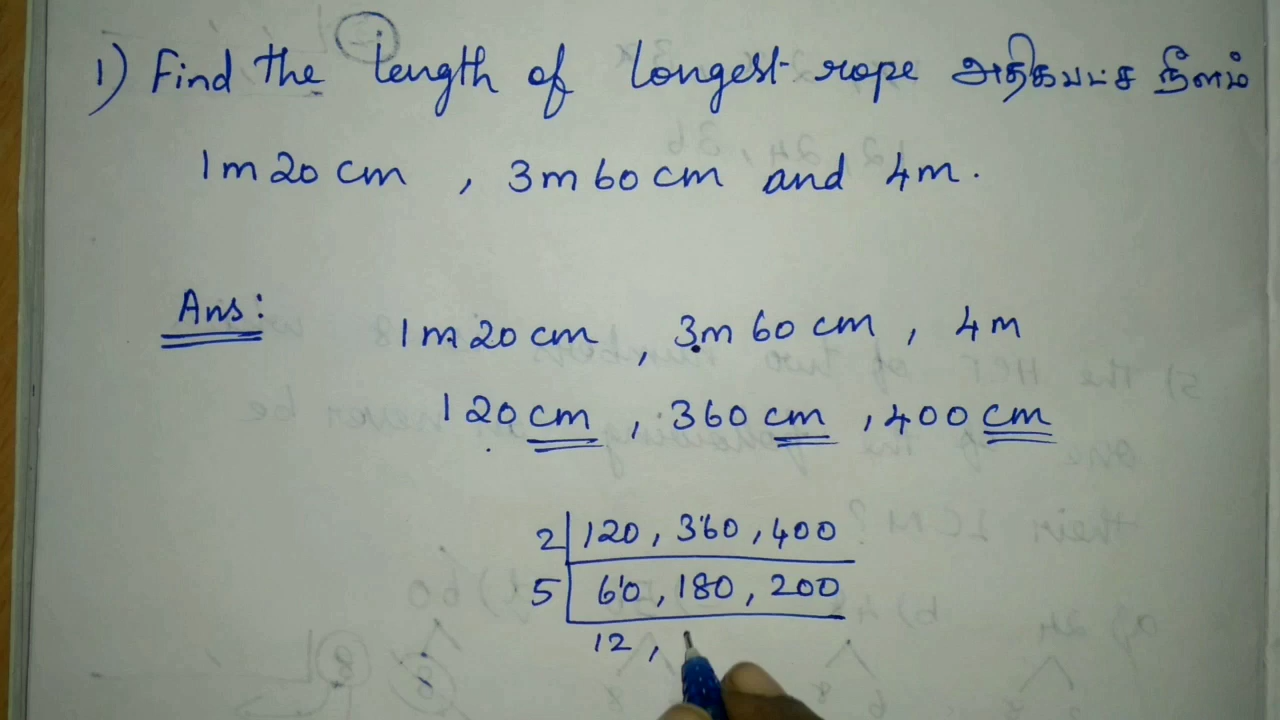 1) Find the length of longest rope அதிகபட்ச நீளம்
1m 20 cm , 3m 60 cm and 4m.
Ans:
1m 20 cm , 3m 60 cm , 4m
120 cm , 360 cm , 400 cm
2 | 120 , 360 , 400
5 | 60 , 180 , 200
12 ,